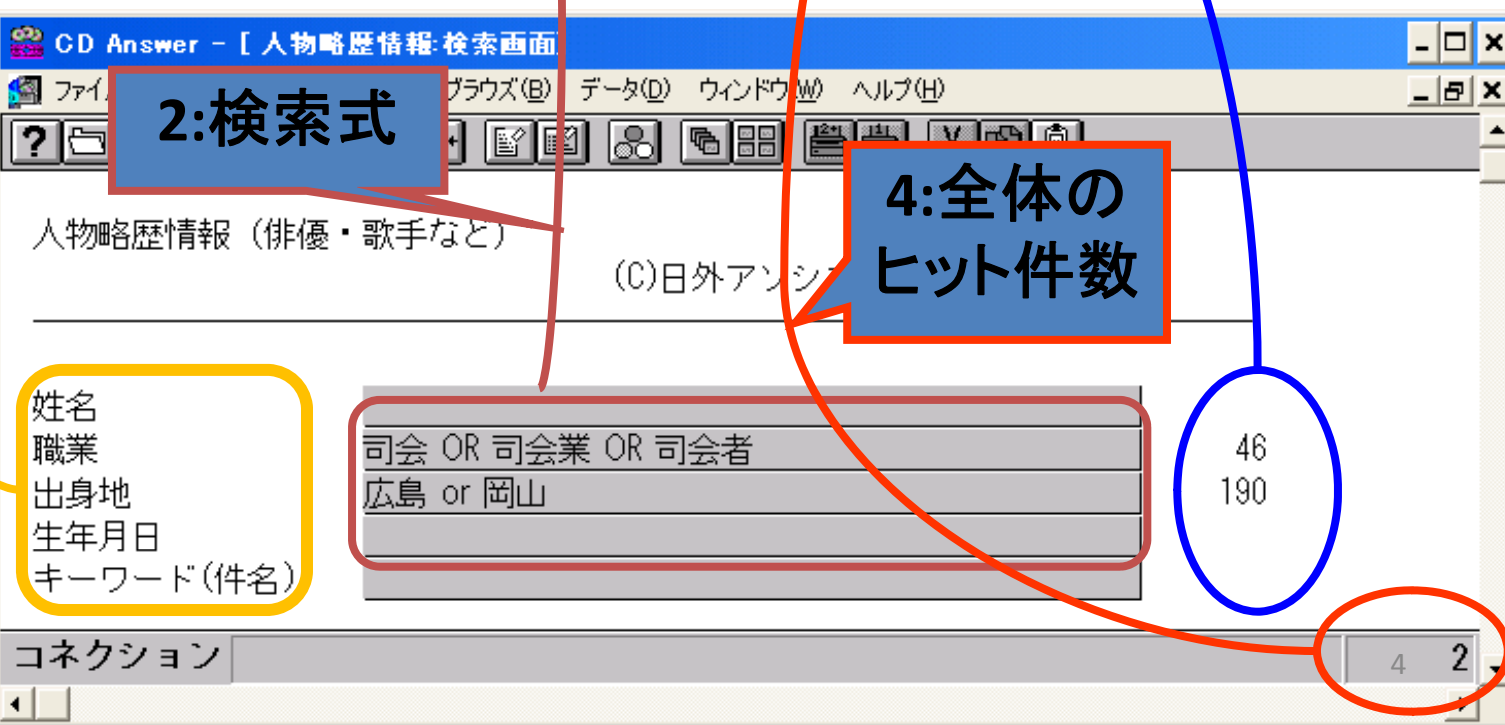 CD Answer - [ 人物略歴情報:検索画面
ブラウズ(B) データ(D) ウィンドウ(W) ヘルプ(H)
2:検索式
4:全体の
ヒット件数
人物略歴情報（俳優・歌手など）
(C)日外アソシ
姓名
職業 司会 OR 司会業 OR 司会者 46
出身地 広島 or 岡山 190
生年月日
キーワード(件名)
コネクション 4 2